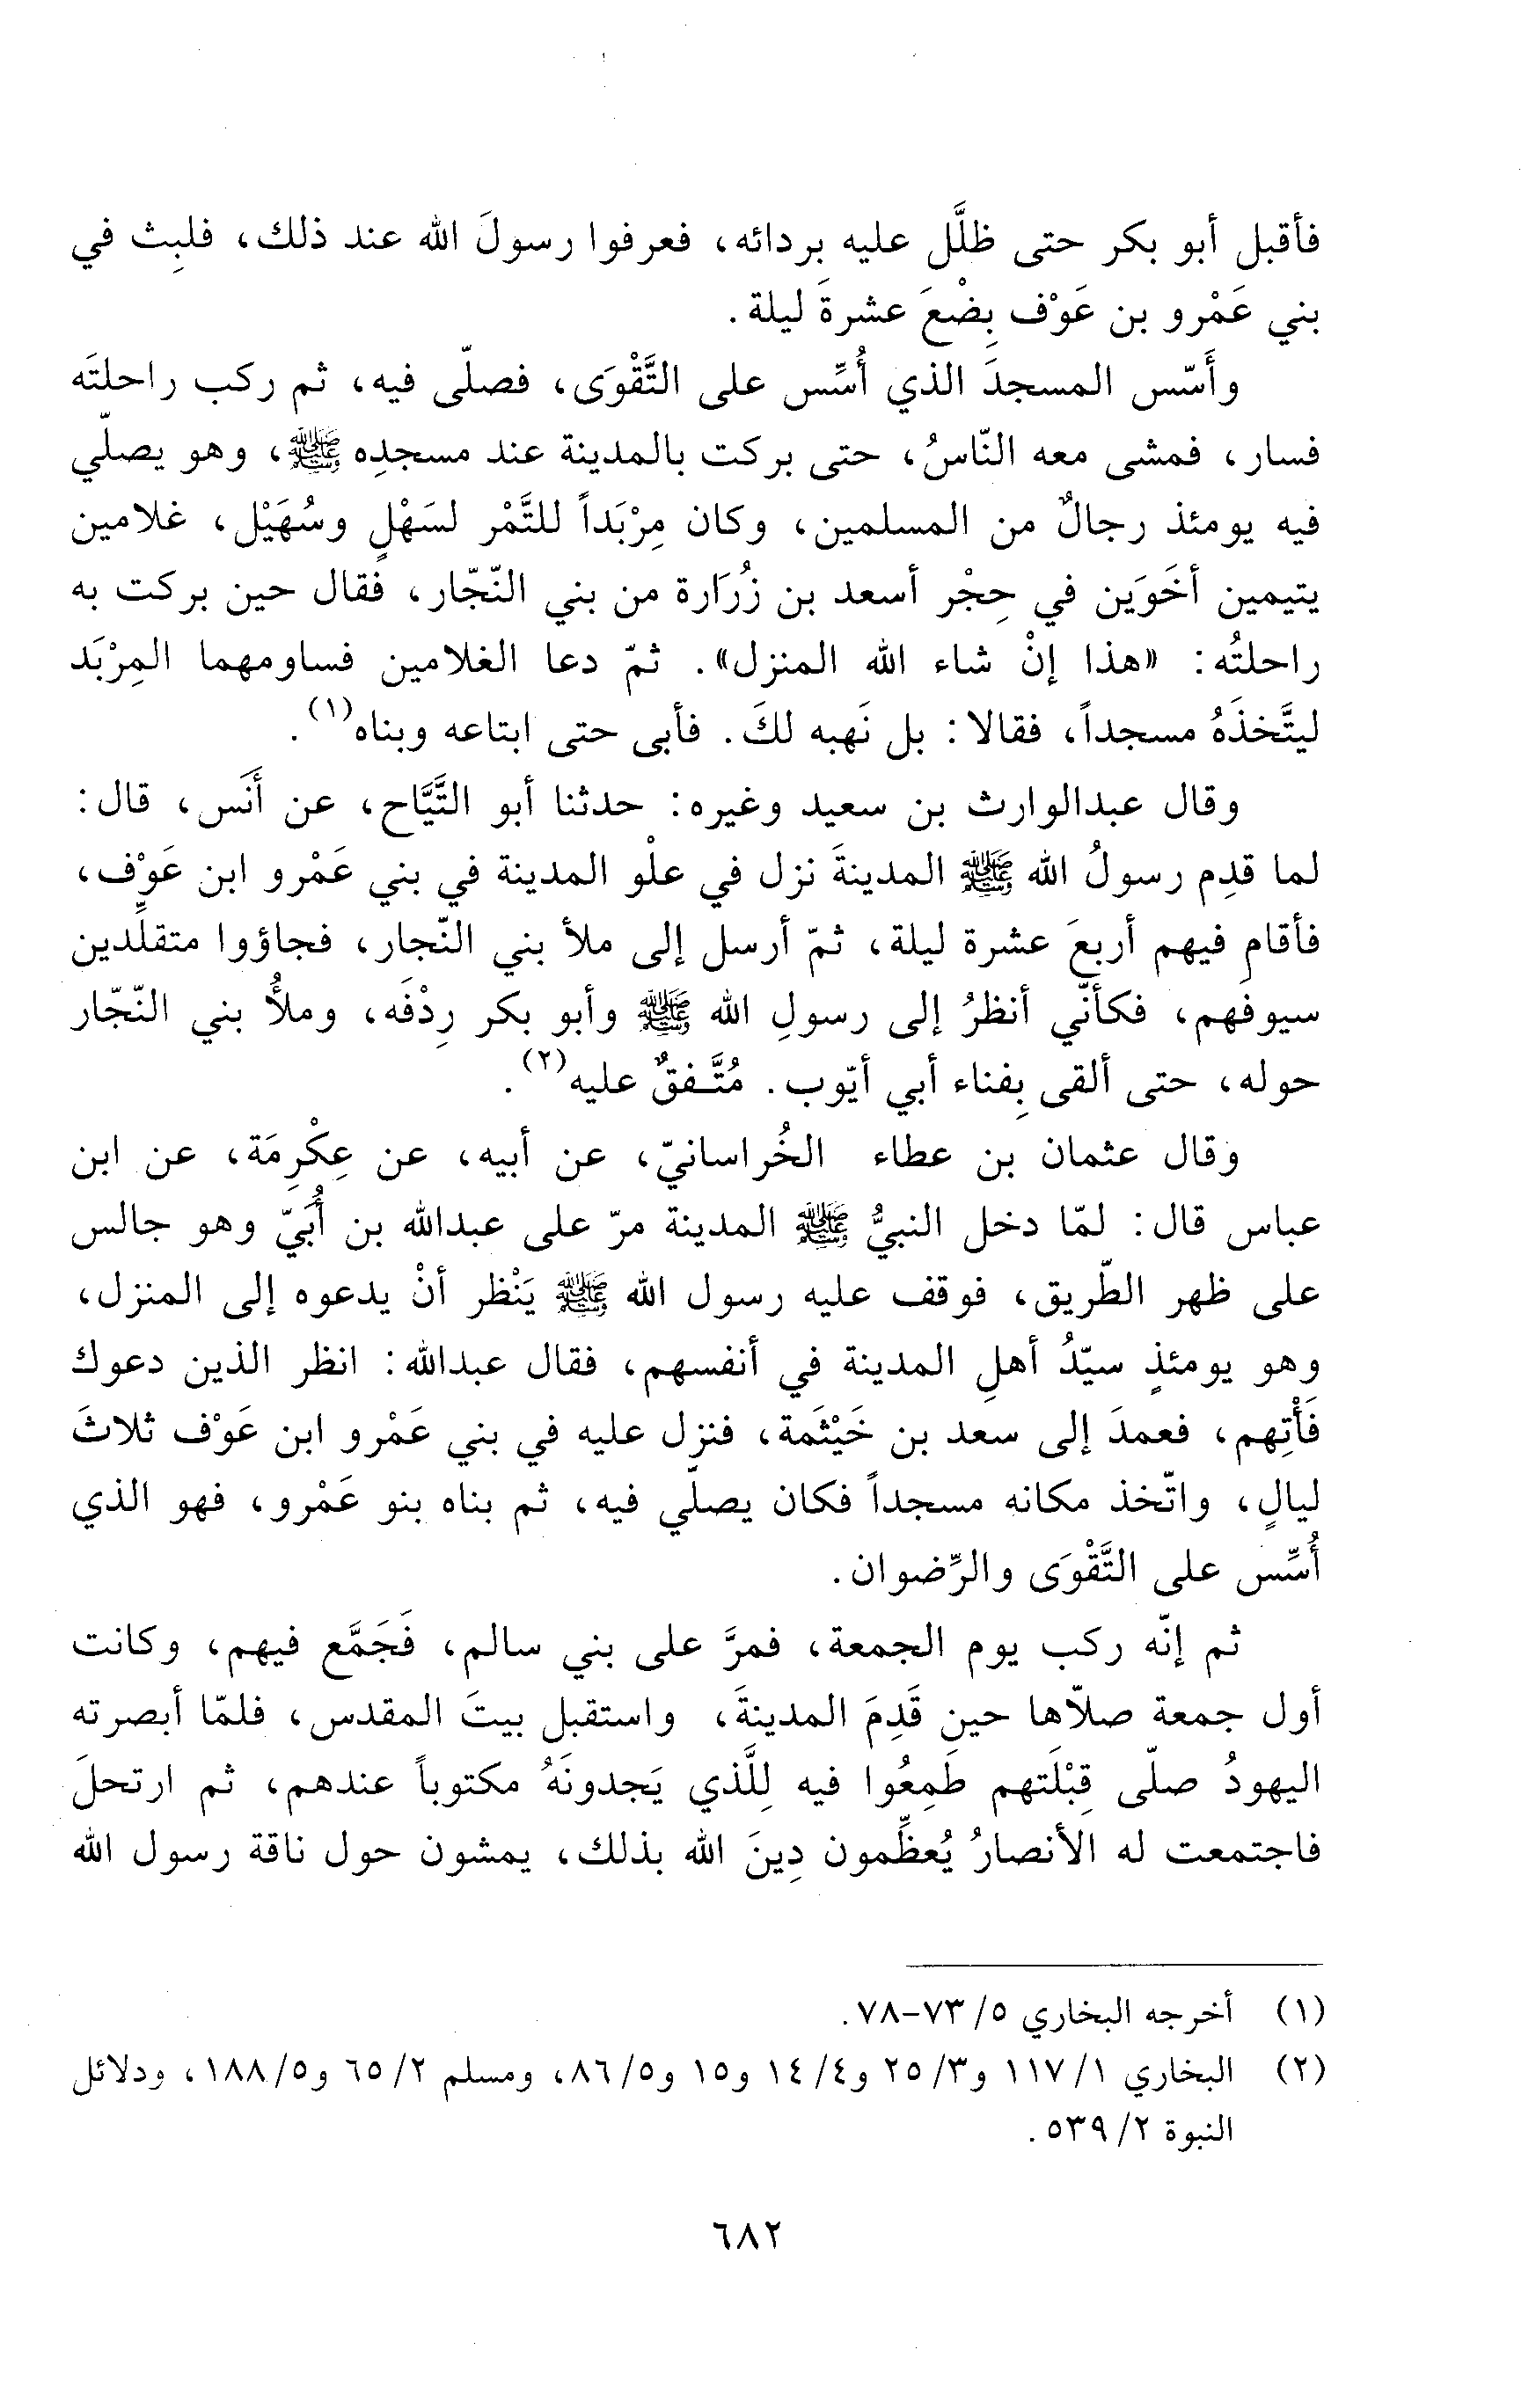 فأقبل أبو بكر حتى ظلَّل عليه بردائه، فعرفوا رسولَ الله عند ذلك، فلبِث في
بني عَمْرو بن عَوْف بِضْعَ عشرةَ ليلة.
وأَسّس المسجدَ الذي أُسِّس على التَّقْوَى، فصلّى فيه، ثم ركب راحلتَه
فسار، فمشى معه النّاسُ، حتى بركت بالمدينة عند مسجدِه ﷺ، وهو يصلّي
فيه يومئذ رجالٌ من المسلمين، وكان مِرْبَداً للتَّمْر لسَهْلٍ وسُهَيْل، غلامين
يتيمين أخَوَين في حِجْر أسعد بن زُرَارة من بني النّجّار، فقال حين بركت به
راحلتُه: «هذا إنْ شاء الله المنزل». ثمّ دعا الغلامين فساومهما المِرْبَد
ليتَّخذَهُ مسجداً، فقالا: بل نَهبه لكَ. فأبى حتى ابتاعه وبناه(١).
وقال عبدالوارث بن سعيد وغيره: حدثنا أبو التَّيَّاح، عن أَنَس، قال:
لما قدِم رسولُ الله ﷺ المدينةَ نزل في علْو المدينة في بني عَمْرو ابن عَوْف،
فأقام فيهم أربعَ عشرة ليلة، ثمّ أرسل إلى ملأ بني النّجار، فجاؤوا متقلِّدين
سيوفهم، فكأنّي أنظرُ إلى رسولِ الله ﷺ وأبو بكر رِدْفَه، وملأُ بني النّجّار
حوله، حتى ألقى بِفناء أبي أيّوب. مُتَّفقٌ عليه(٢).
وقال عثمان بن عطاء الخُراسانيّ، عن أبيه، عن عِكْرِمَة، عن ابن
عباس قال: لمّا دخل النبيُّ ﷺ المدينة مرّ على عبدالله بن أُبَيّ وهو جالس
على ظهر الطّريق، فوقف عليه رسول الله ﷺ يَنْظر أنْ يدعوه إلى المنزل،
وهو يومئذٍ سيّدُ أهلِ المدينة في أنفسهم، فقال عبدالله: انظر الذين دعوك
فَأْتِهم، فعمدَ إلى سعد بن خَيْثَمة، فنزل عليه في بني عَمْرو ابن عَوْف ثلاثَ
ليالٍ، واتّخذ مكانه مسجداً فكان يصلّي فيه، ثم بناه بنو عَمْرو، فهو الذي
أُسِّس على التَّقْوَى والرِّضوان.
ثم إنّه ركب يوم الجمعة، فمرَّ على بني سالم، فَجَمَّع فيهم، وكانت
أول جمعة صلّاها حين قَدِمَ المدينةَ، واستقبل بيتَ المقدس، فلمّا أبصرته
اليهودُ صلّى قِبْلَتهم طَمِعُوا فيه لِلَّذي يَجدونَهُ مكتوباً عندهم، ثم ارتحلَ
فاجتمعت له الأنصارُ يُعظِّمون دِينَ الله بذلك، يمشون حول ناقة رسول الله
(١) أخرجه البخاري ٥/ ٧٣-٧٨.
(٢) البخاري ١/ ١١٧ و٣/ ٢٥ و٤/ ١٤ و١٥ و٥/ ٨٦، ومسلم ٢/ ٦٥ و٥/ ١٨٨، ودلائل
النبوة ٢/ ٥٣٩.
٦٨٢